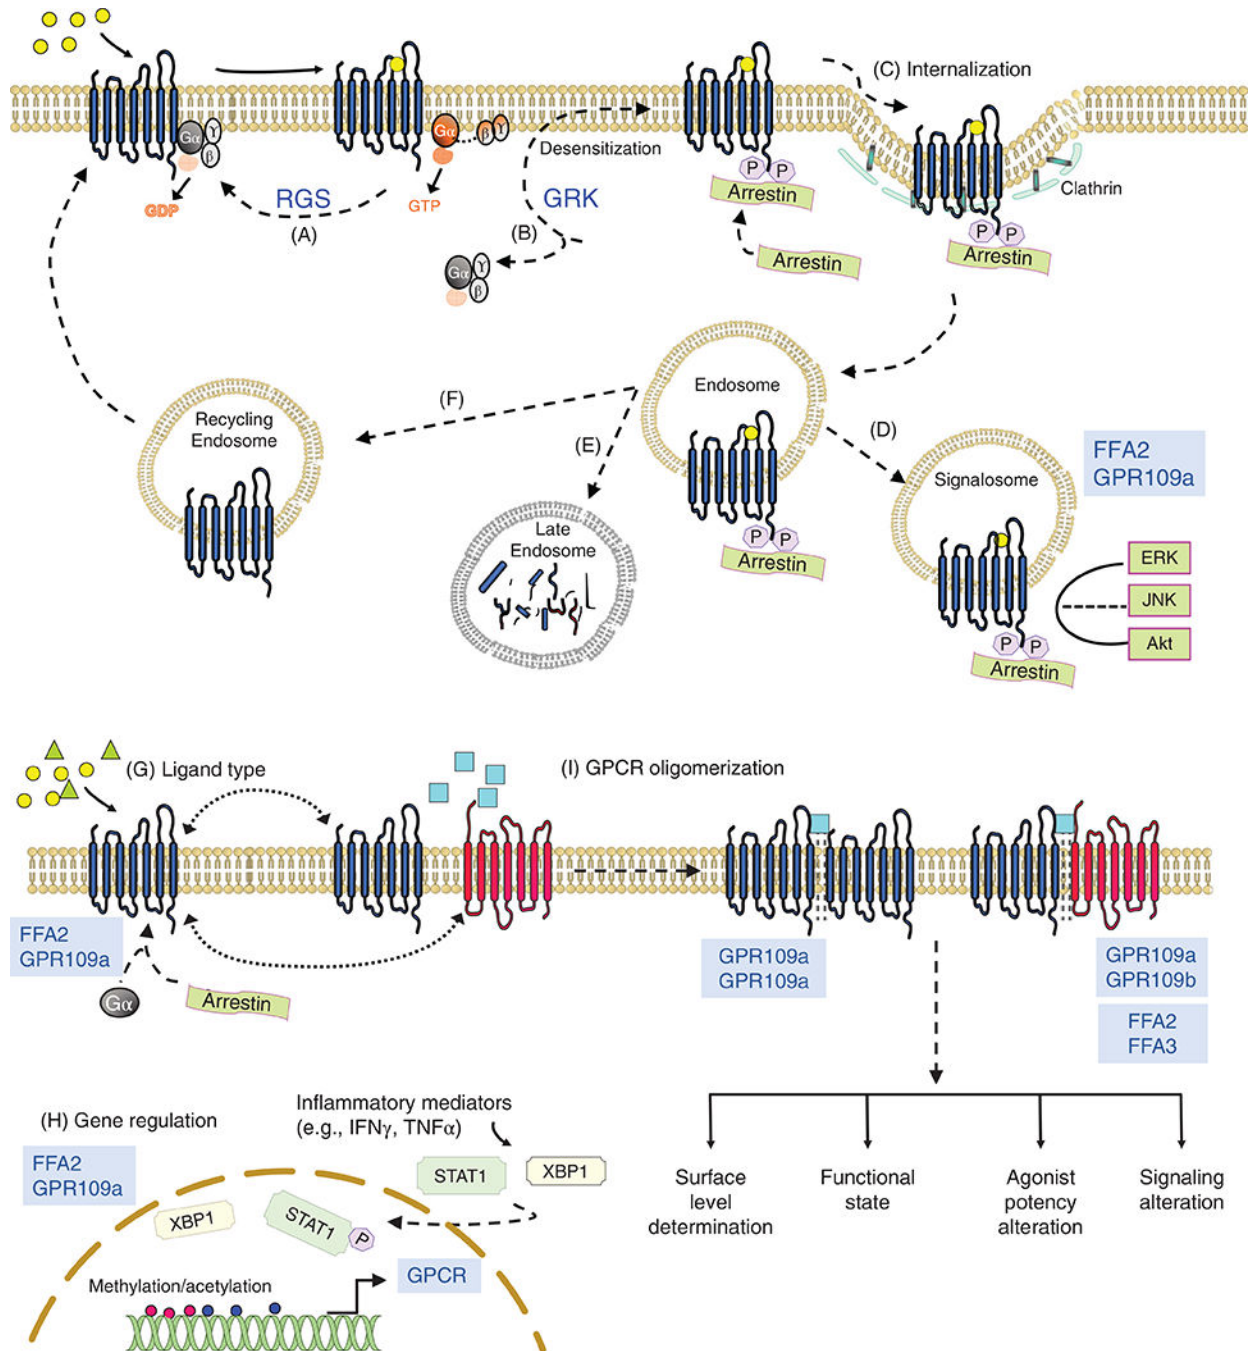 (C) Internalization
Gα
γ
β
GDP
RGS
(A)
Gα
β
γ
GTP
Desensitization
GRK
(B)
Gα
γ
β
P
P
Arrestin
Arrestin
Clathrin
P
P
Arrestin
Recycling
Endosome
(F)
(E)
Endosome
P
P
Arrestin
(D)
Late
Endosome
Signalosome
P
P
Arrestin
FFA2
GPR109a
ERK
JNK
Akt
(G) Ligand type
(I) GPCR oligomerization
FFA2
GPR109a
Gα
Arrestin
GPR109a
GPR109a
GPR109a
GPR109b
FFA2
FFA3
Surface
level
determination
Functional
state
Agonist
potency
alteration
Signaling
alteration
(H) Gene regulation
FFA2
GPR109a
Inflammatory mediators
(e.g., IFNγ, TNFα)
STAT1
XBP1
XBP1
STAT1
P
Methylation/acetylation
GPCR